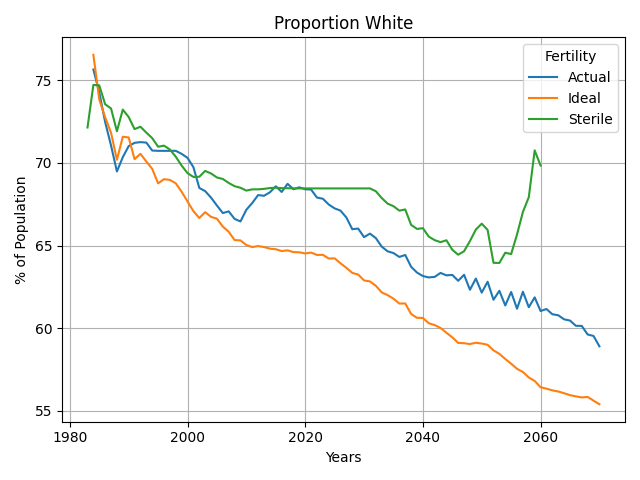 Proportion White
Fertility
Actual
Ideal
Sterile
% of Population
75
70
65
60
55
1980
2000
2020
2040
2060
Years